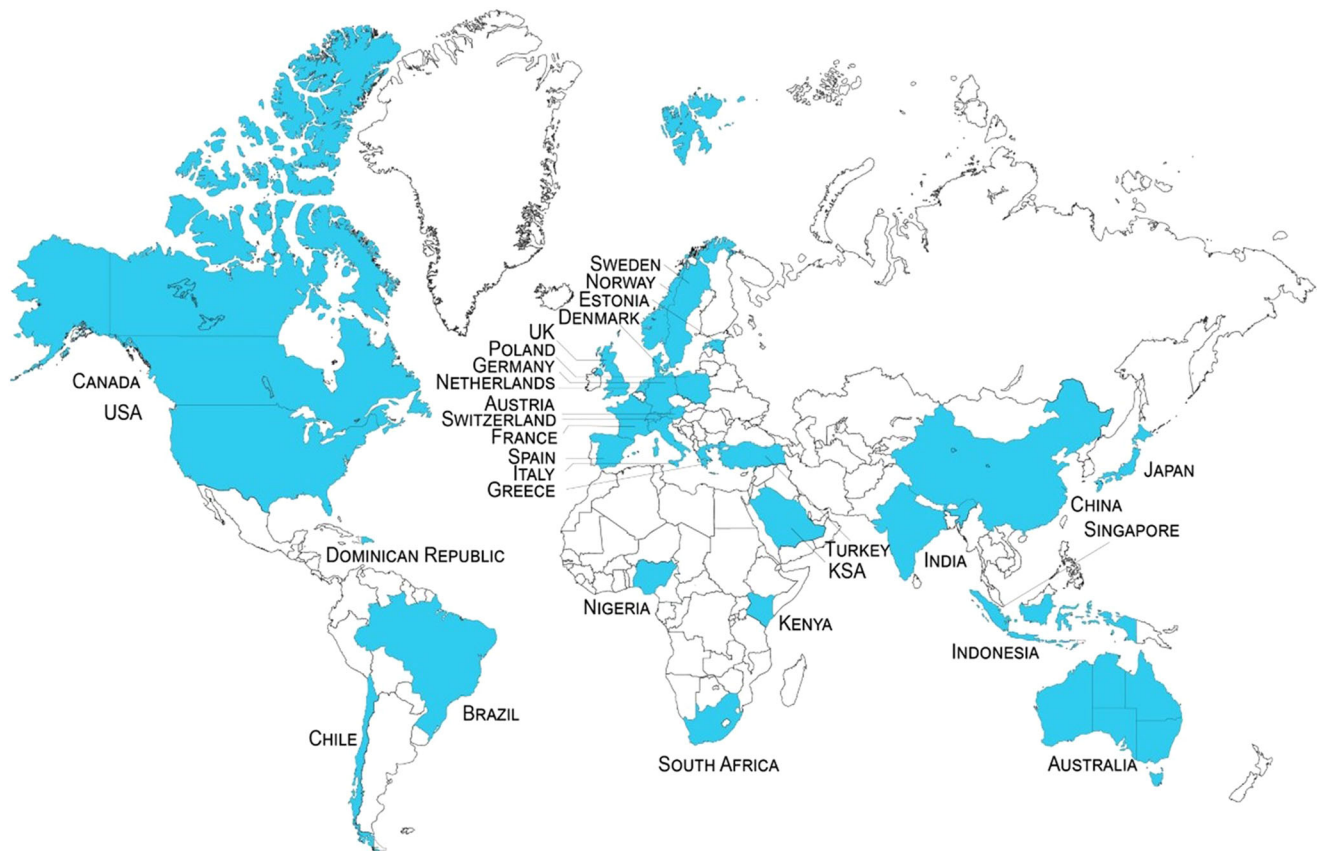 SWEDEN
NORWAY
ESTONIA
DENMARK
UK
POLAND
GERMANY
NETHERLANDS
AUSTRIA
SWITZERLAND
FRANCE
SPAIN
ITALY
GREECE
CANADA
USA
JAPAN
CHINA
SINGAPORE
DOMINICAN REPUBLIC
TURKEY
INDIA
KSA
NIGERIA
KENYA
INDONESIA
BRAZIL
CHILE
SOUTH AFRICA
AUSTRALIA